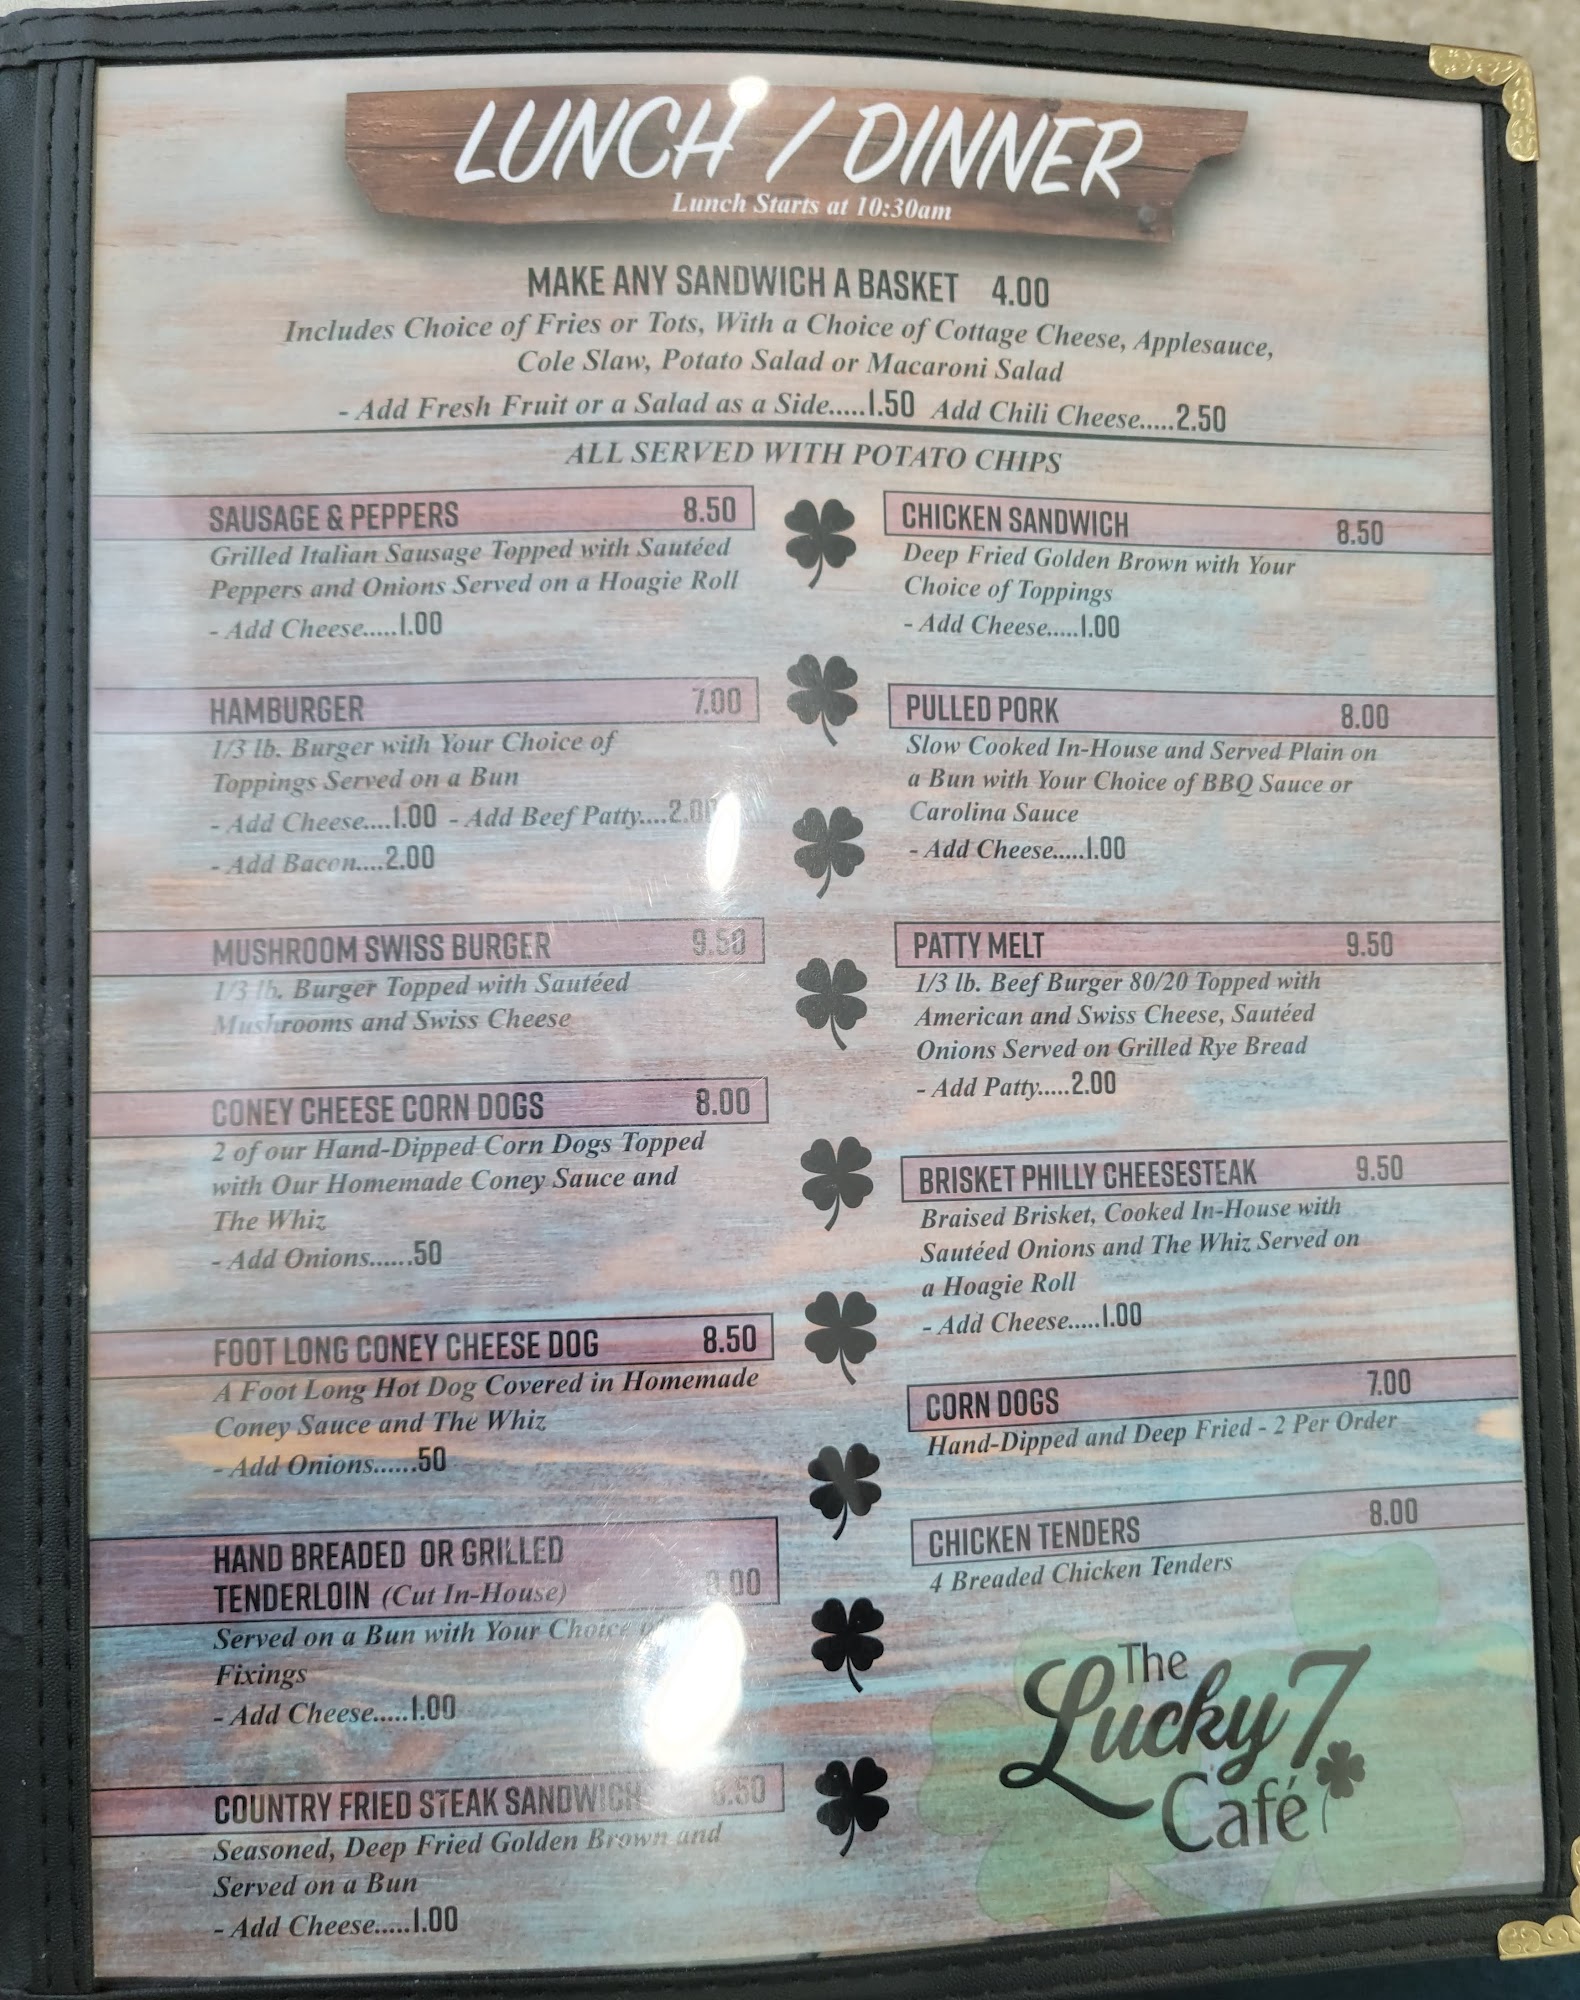 LUNCH / DINNER
Lunch Starts at 10:30am
MAKE ANY SANDWICH A BASKET 4.00
Includes Choice of Fries or Tots, With a Choice of Cottage Cheese, Applesauce,
Cole Slaw, Potato Salad or Macaroni Salad
- Add Fresh Fruit or a Salad as a Side.....1.50 Add Chili Cheese.....2.50
ALL SERVED WITH POTATO CHIPS
SAUSAGE & PEPPERS 8.50
Grilled Italian Sausage Topped with Sautéed
Peppers and Onions Served on a Hoagie Roll
- Add Cheese.....1.00
HAMBURGER 7.00
1/3 lb. Burger with Your Choice of
Toppings Served on a Bun
- Add Cheese....1.00 - Add Beef Patty....2.00
- Add Bacon....2.00
MUSHROOM SWISS BURGER 9.50
1/3 lb. Burger Topped with Sautéed
Mushrooms and Swiss Cheese
CONEY CHEESE CORN DOGS 8.00
2 of our Hand-Dipped Corn Dogs Topped
with Our Homemade Coney Sauce and
The Whiz
- Add Onions......50
FOOT LONG CONEY CHEESE DOG 8.50
A Foot Long Hot Dog Covered in Homemade
Coney Sauce and The Whiz
- Add Onions......50
HAND BREADED OR GRILLED
TENDERLOIN (Cut In-House)
Served on a Bun with Your Choice of
Fixings
- Add Cheese.....1.00
COUNTRY FRIED STEAK SANDWICH
Seasoned, Deep Fried Golden Brown and
Served on a Bun
- Add Cheese.....1.00
CHICKEN SANDWICH 8.50
Deep Fried Golden Brown with Your
Choice of Toppings
- Add Cheese.....1.00
PULLED PORK 8.00
Slow Cooked In-House and Served Plain on
a Bun with Your Choice of BBQ Sauce or
Carolina Sauce
- Add Cheese.....1.00
PATTY MELT 9.50
1/3 lb. Beef Burger 80/20 Topped with
American and Swiss Cheese, Sautéed
Onions Served on Grilled Rye Bread
- Add Patty.....2.00
BRISKET PHILLY CHEESESTEAK 9.50
Braised Brisket, Cooked In-House with
Sautéed Onions and The Whiz Served on
a Hoagie Roll
- Add Cheese.....1.00
CORN DOGS 7.00
Hand-Dipped and Deep Fried - 2 Per Order
CHICKEN TENDERS 8.00
4 Breaded Chicken Tenders
The
Lucky 7
Café